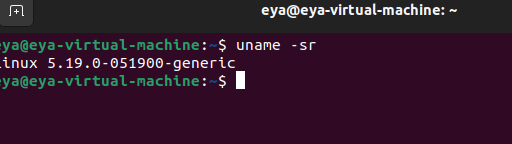 eya@eya-virtual-machine: ~
eya@eya-virtual-machine:~$ uname -sr
Linux 5.19.0-051900-generic
eya@eya-virtual-machine:~$